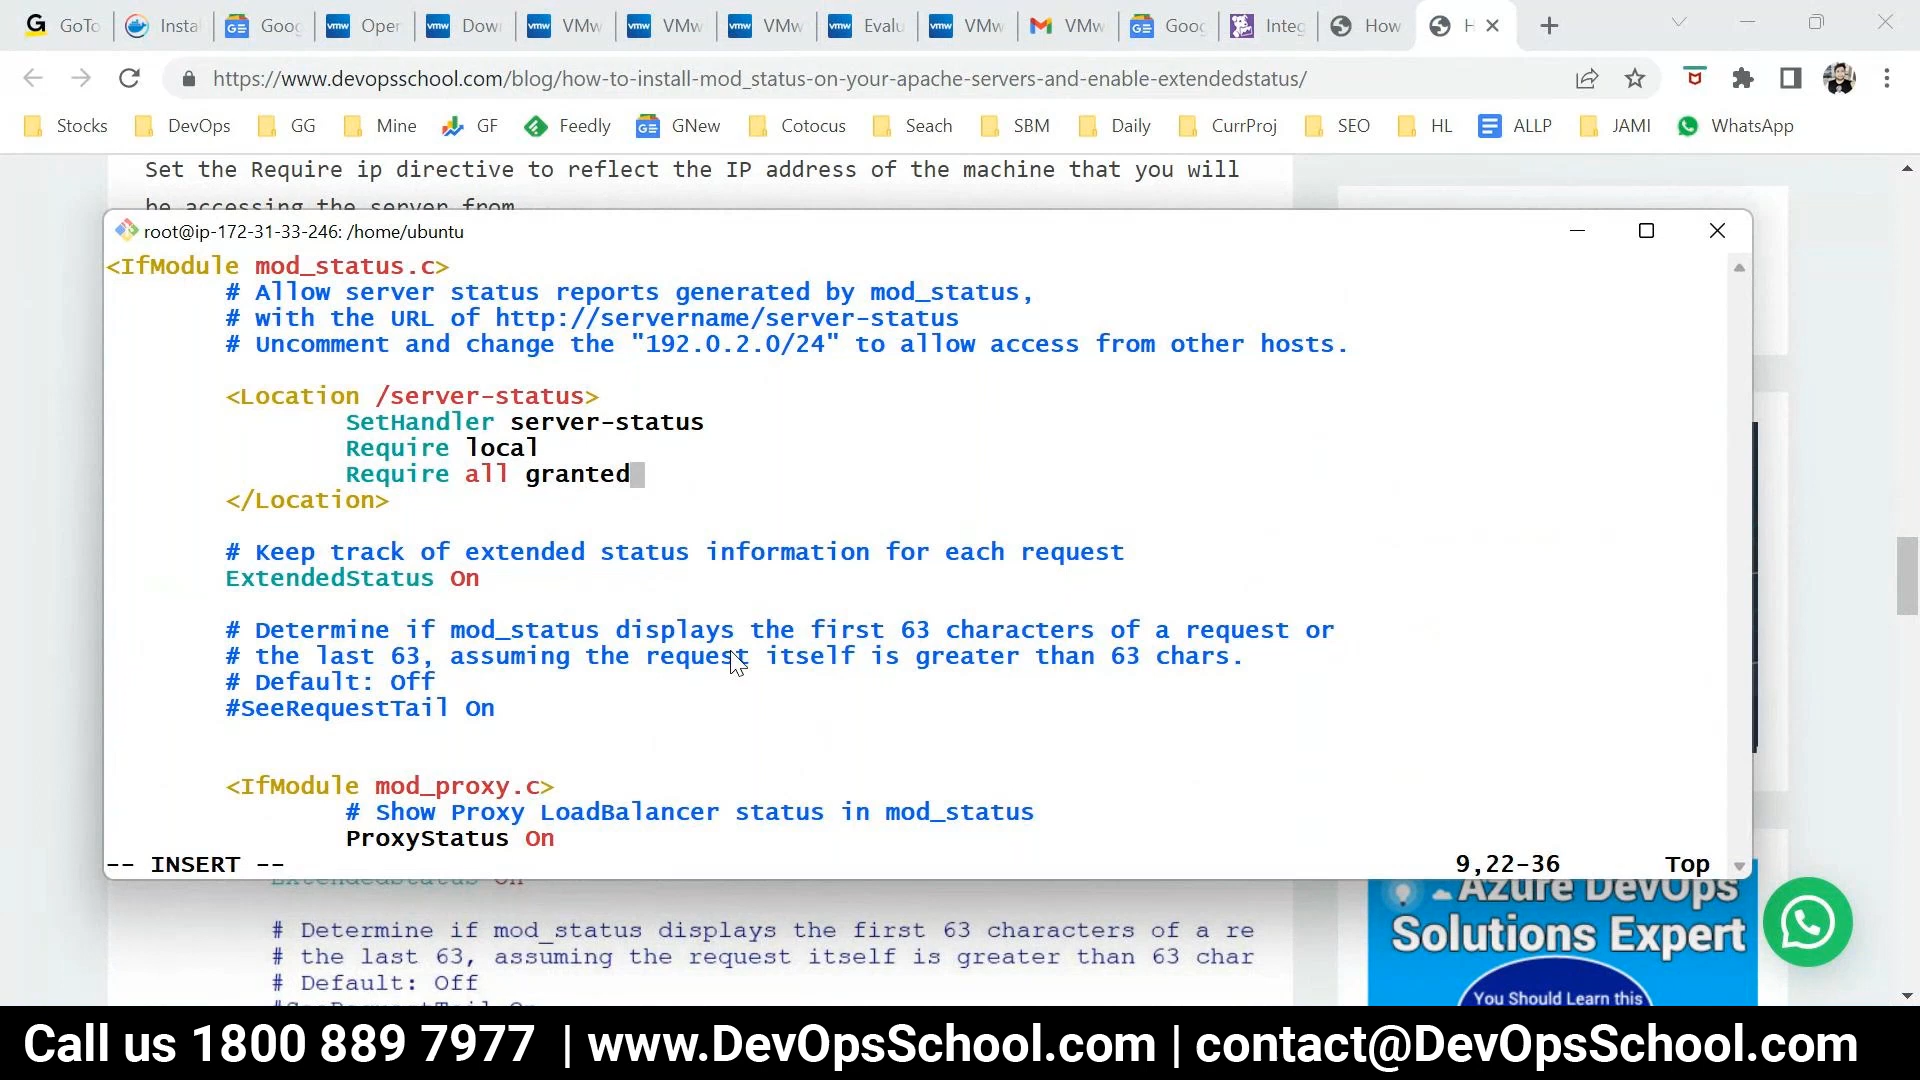 GoTo
Insta
Goog
Oper
Dow
VMw
VMw
VMw
Evalu
VMw
VMw
Goog
Integ
How
H
https://www.devopsschool.com/blog/how-to-install-mod_status-on-your-apache-servers-and-enable-extendedstatus/
Stocks DevOps GG Mine GF Feedly GNew Cotocus Seach SBM Daily CurrProj SEO HL ALLP JAMI WhatsApp
Set the Require ip directive to reflect the IP address of the machine that you will
be accessing the server from
root@ip-172-31-33-246: /home/ubuntu
<IfModule mod_status.c>
# Allow server status reports generated by mod_status,
# with the URL of http://servername/server-status
# Uncomment and change the "192.0.2.0/24" to allow access from other hosts.
<Location /server-status>
SetHandler server-status
Require local
Require all granted
</Location>
# Keep track of extended status information for each request
ExtendedStatus On
# Determine if mod_status displays the first 63 characters of a request or
# the last 63, assuming the request itself is greater than 63 chars.
# Default: Off
#SeeRequestTail On
<IfModule mod_proxy.c>
# Show Proxy LoadBalancer status in mod_status
ProxyStatus On
-- INSERT -- 9,22-36 Top
ExtendedStatus On
# Determine if mod_status displays the first 63 characters of a re
# the last 63, assuming the request itself is greater than 63 char
# Default: Off
#SeeRequestTail On
Azure DevOps
Solutions Expert
You Should Learn this
Call us 1800 889 7977 | www.DevOpsSchool.com | contact@DevOpsSchool.com